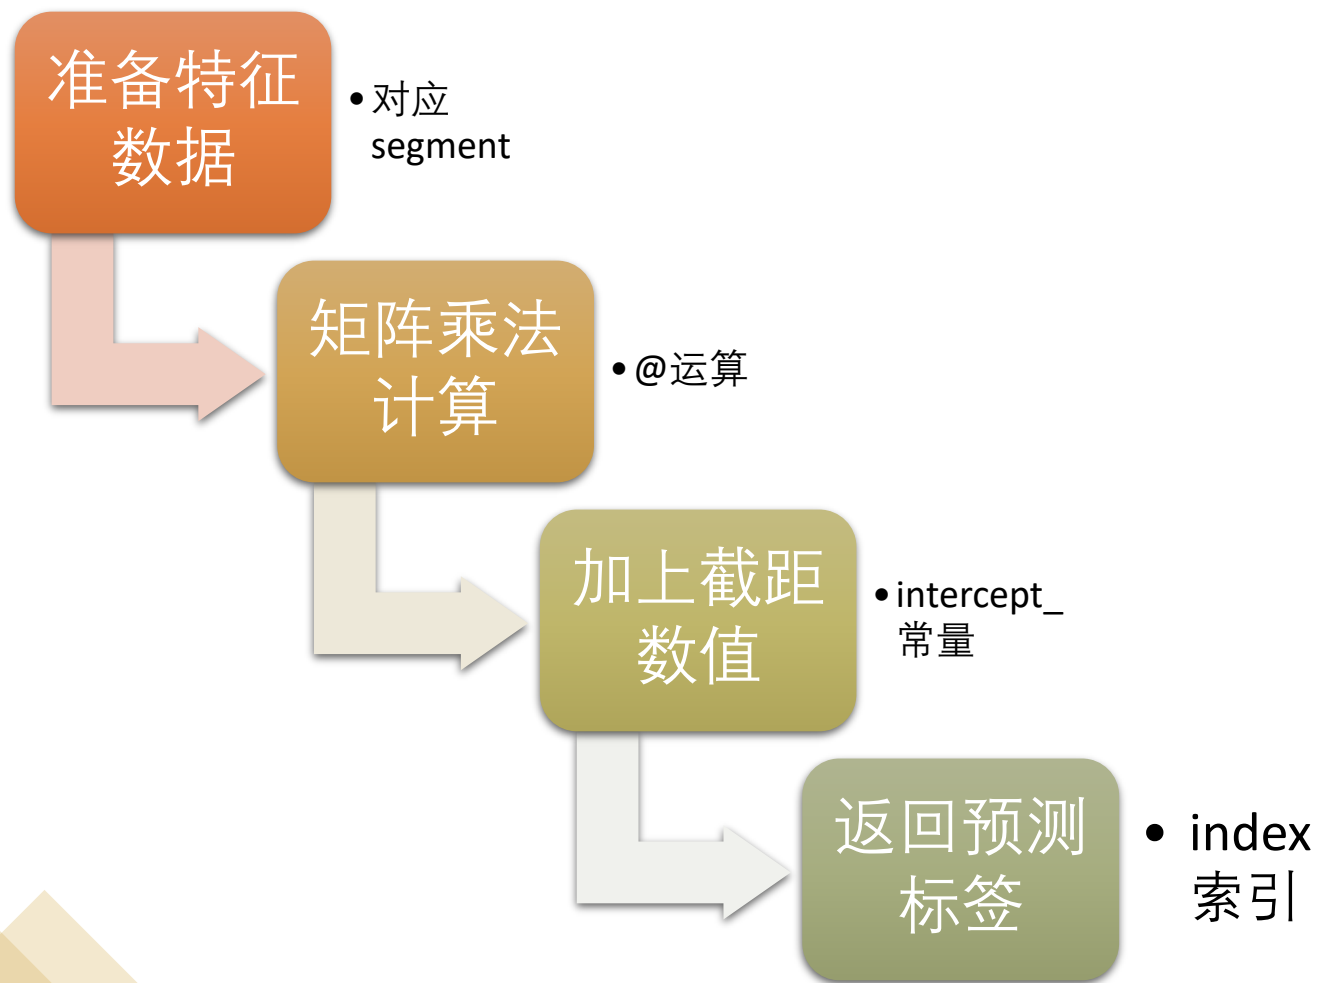 准备特征
数据
•对应
segment
矩阵乘法
计算
•@运算
加上截距
数值
•intercept_
常量
返回预测
标签
• index
索引